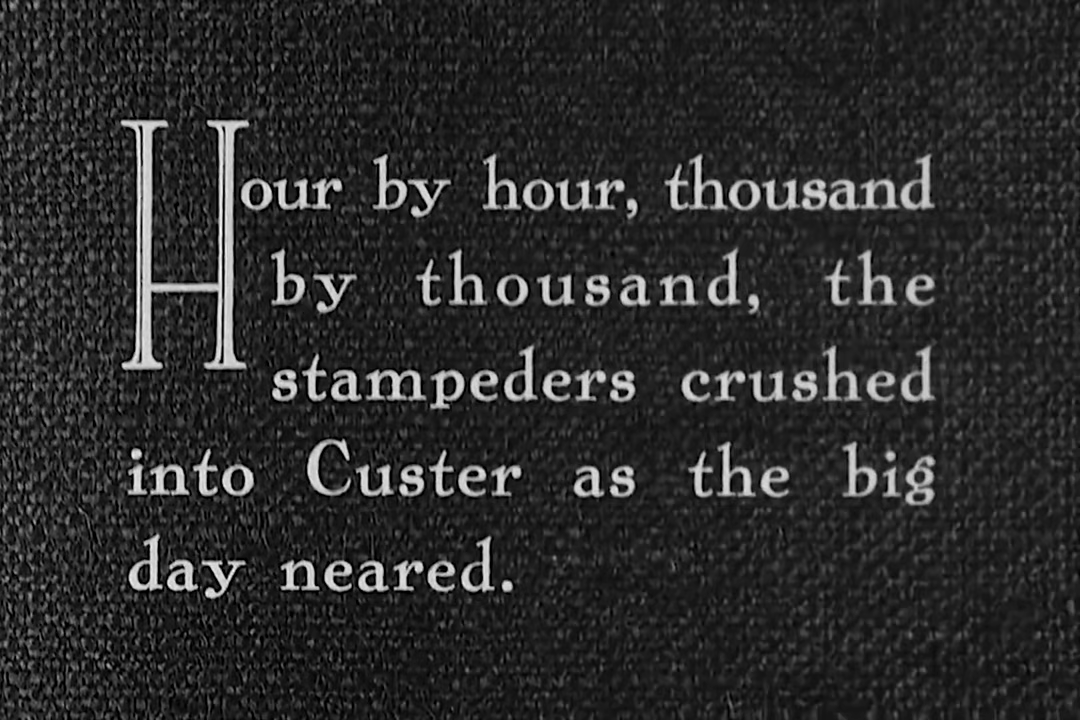 Hour by hour, thousand
by thousand, the
stampeders crushed
into Custer as the big
day neared.